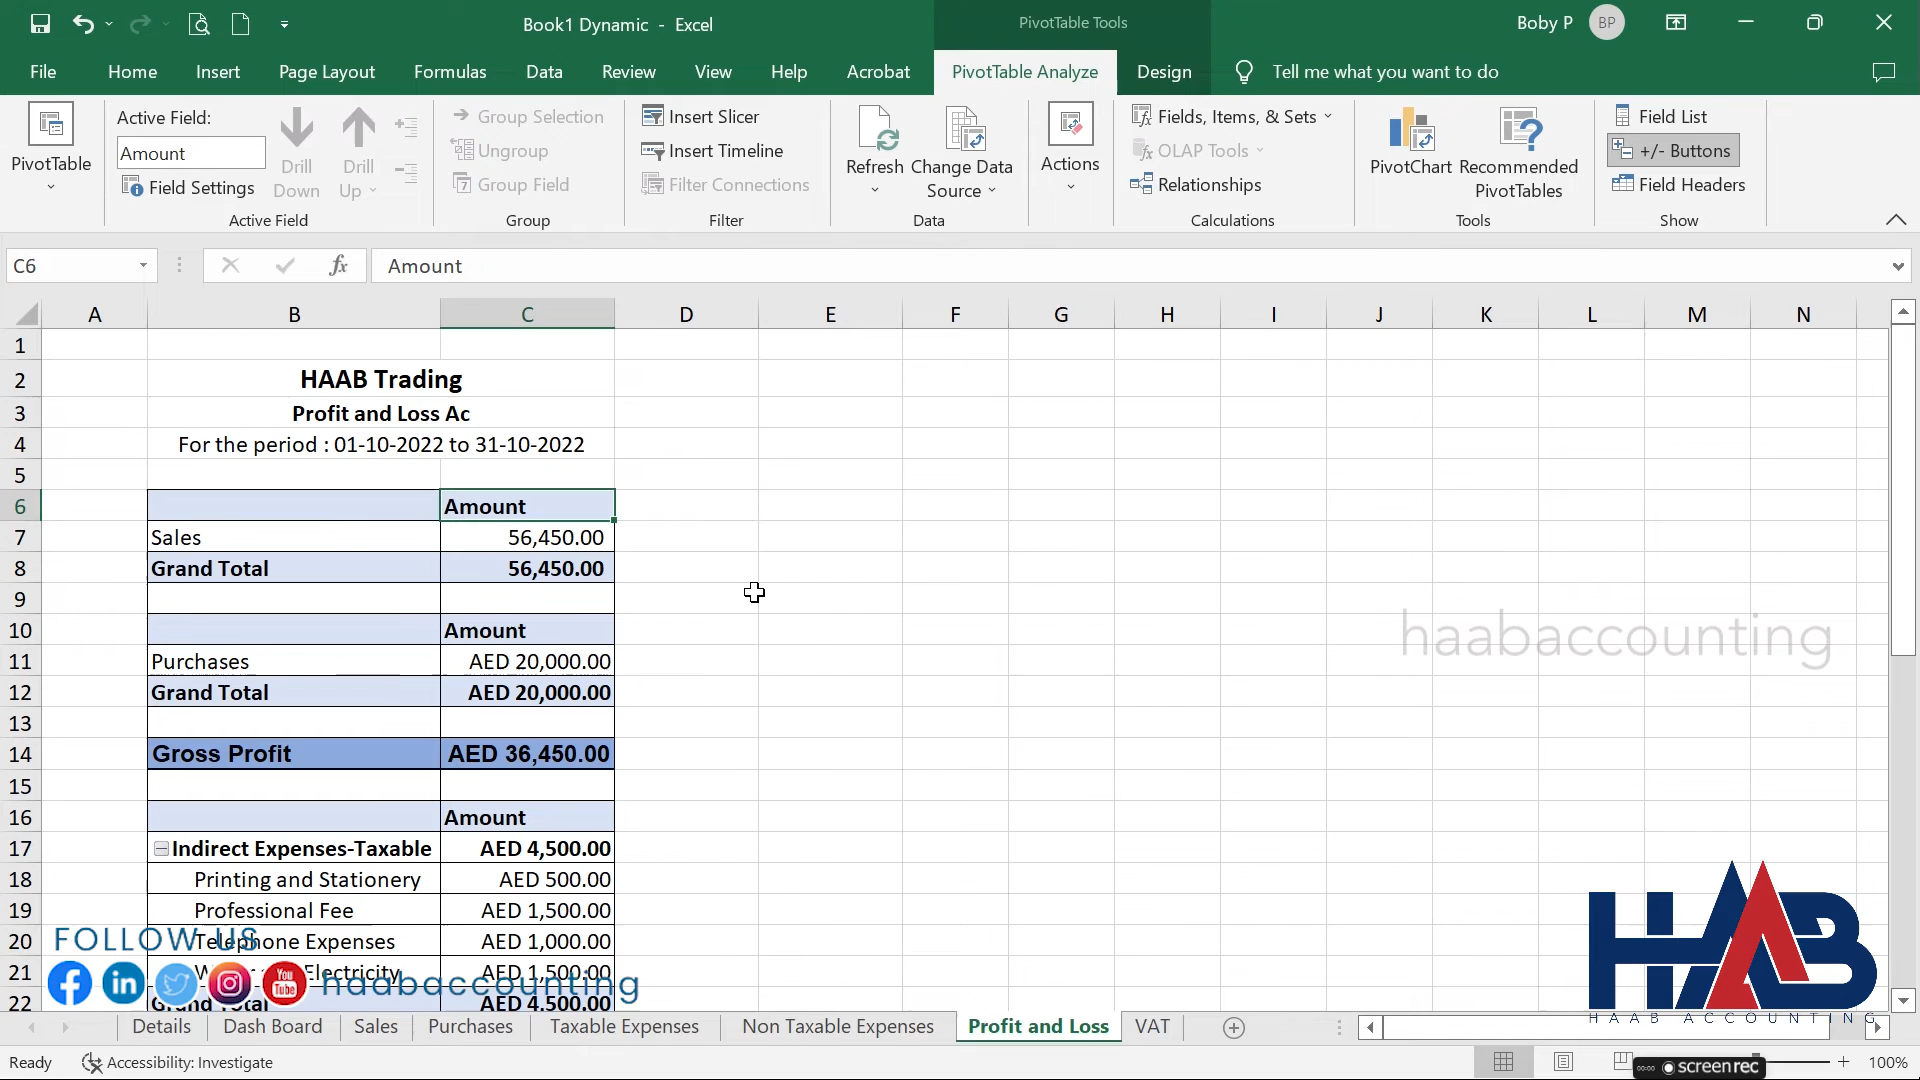 Book1 Dynamic - Excel
PivotTable Tools
Boby P
BP
File Home Insert Page Layout Formulas Data Review View Help Acrobat PivotTable Analyze Design Tell me what you want to do
PivotTable
Active Field:
Amount
Field Settings
Drill Down
Drill Up
Active Field
Group Selection
Ungroup
Group Field
Group
Insert Slicer
Insert Timeline
Filter Connections
Filter
Refresh
Change Data Source
Data
Actions
Fields, Items, & Sets
OLAP Tools
Relationships
Calculations
PivotChart
Recommended PivotTables
Tools
Field List
+/- Buttons
Field Headers
Show
C6
fx
Amount
A B C D E F G H I J K L M N
1
2 HAAB Trading
3 Profit and Loss Ac
4 For the period : 01-10-2022 to 31-10-2022
5
6 Amount
7 Sales 56,450.00
8 Grand Total 56,450.00
9
10 Amount
11 Purchases AED 20,000.00
12 Grand Total AED 20,000.00
13
14 Gross Profit AED 36,450.00
15
16 Amount
17 Indirect Expenses-Taxable AED 4,500.00
18 Printing and Stationery AED 500.00
19 Professional Fee AED 1,500.00
20 Telephone Expenses AED 1,000.00
21 Electricity AED 1,500.00
22 Grand Total AED 4,500.00
haabaccounting
FOLLOW US
in
You Tube
haabaccounting
HAAB
HAAB ACCOUNTING
Details Dash Board Sales Purchases Taxable Expenses Non Taxable Expenses Profit and Loss VAT
Ready
Accessibility: Investigate
00:00
screenrec
100%